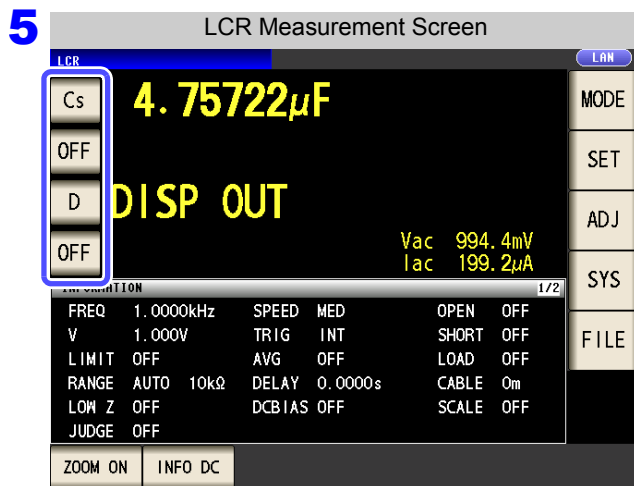 5
LCR Measurement Screen
LCR
LAN
Cs 4.75722μF
OFF
D DISP OUT
OFF
Vac 994.4mV
Iac 199.2μA
MODE
SET
ADJ
SYS
FILE
INFORMATION 1/2
FREQ 1.0000kHz SPEED MED OPEN OFF
V 1.000V TRIG INT SHORT OFF
LIMIT OFF AVG OFF LOAD OFF
RANGE AUTO 10kΩ DELAY 0.0000s CABLE 0m
LOW Z OFF DCBIAS OFF SCALE OFF
JUDGE OFF
ZOOM ON INFO DC